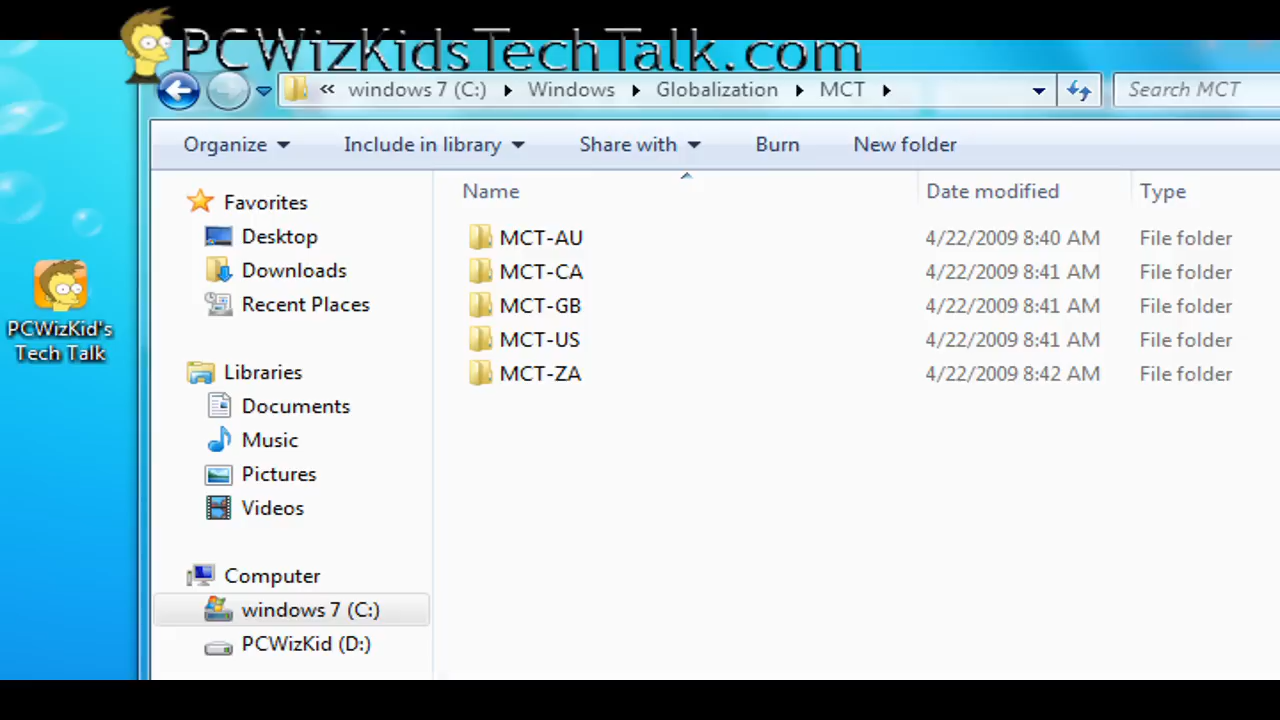 PCWizKidsTechTalk.com
« windows 7 (C:) Windows Globalization MCT Search MCT
Organize Include in library Share with Burn New folder
Name Date modified Type
Favorites
Desktop
Downloads
Recent Places
Libraries
Documents
Music
Pictures
Videos
Computer
windows 7 (C:)
PCWizKid (D:)
MCT-AU 4/22/2009 8:40 AM File folder
MCT-CA 4/22/2009 8:41 AM File folder
MCT-GB 4/22/2009 8:41 AM File folder
MCT-US 4/22/2009 8:41 AM File folder
MCT-ZA 4/22/2009 8:42 AM File folder
PCWizKid's
Tech Talk